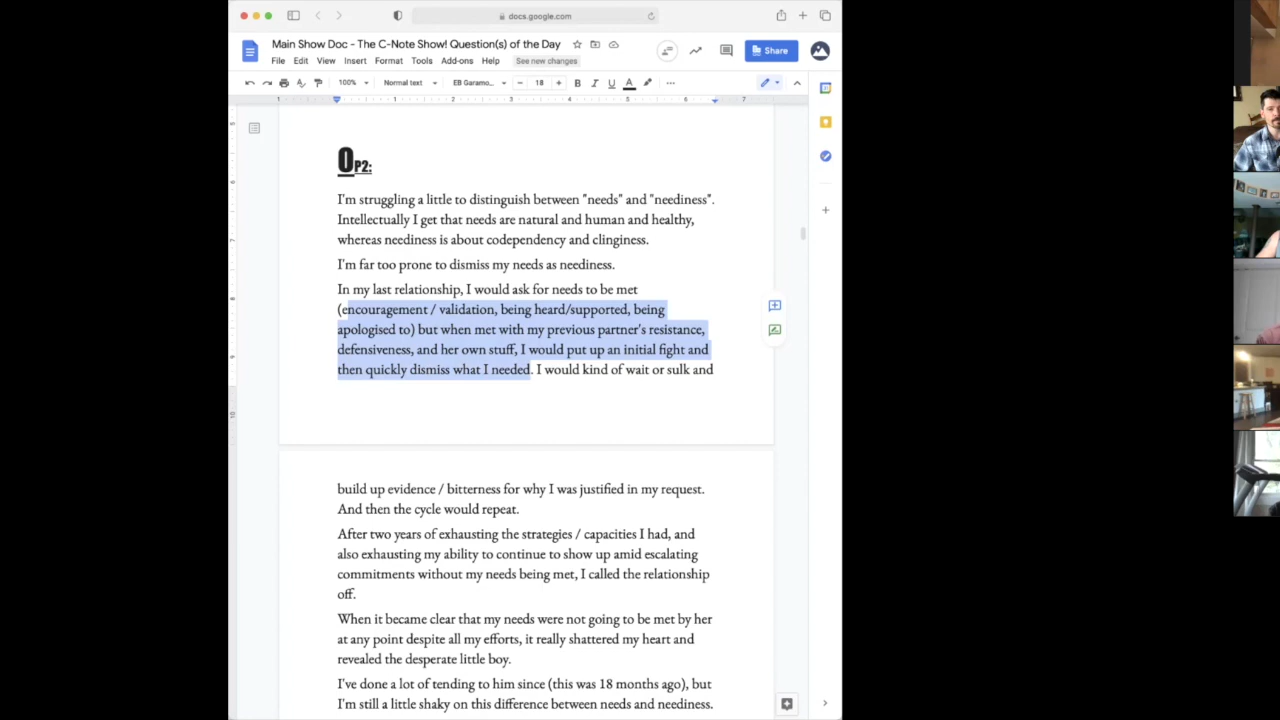 docs.google.com
Main Show Doc - The C-Note Show! Question(s) of the Day
Share
File Edit View Insert Format Tools Add-ons Help See new changes
100% Normal text EB Garamo... 18 B I U A
1 1 2 3 4 5 6 7
OP2:
I'm struggling a little to distinguish between "needs" and "neediness".
Intellectually I get that needs are natural and human and healthy,
whereas neediness is about codependency and clinginess.
I'm far too prone to dismiss my needs as neediness.
In my last relationship, I would ask for needs to be met
(encouragement / validation, being heard/supported, being
apologised to) but when met with my previous partner's resistance,
defensiveness, and her own stuff, I would put up an initial fight and
then quickly dismiss what I needed. I would kind of wait or sulk and
build up evidence / bitterness for why I was justified in my request.
And then the cycle would repeat.
After two years of exhausting the strategies / capacities I had, and
also exhausting my ability to continue to show up amid escalating
commitments without my needs being met, I called the relationship
off.
When it became clear that my needs were not going to be met by her
at any point despite all my efforts, it really shattered my heart and
revealed the desperate little boy.
I've done a lot of tending to him since (this was 18 months ago), but
I'm still a little shaky on this difference between needs and neediness.